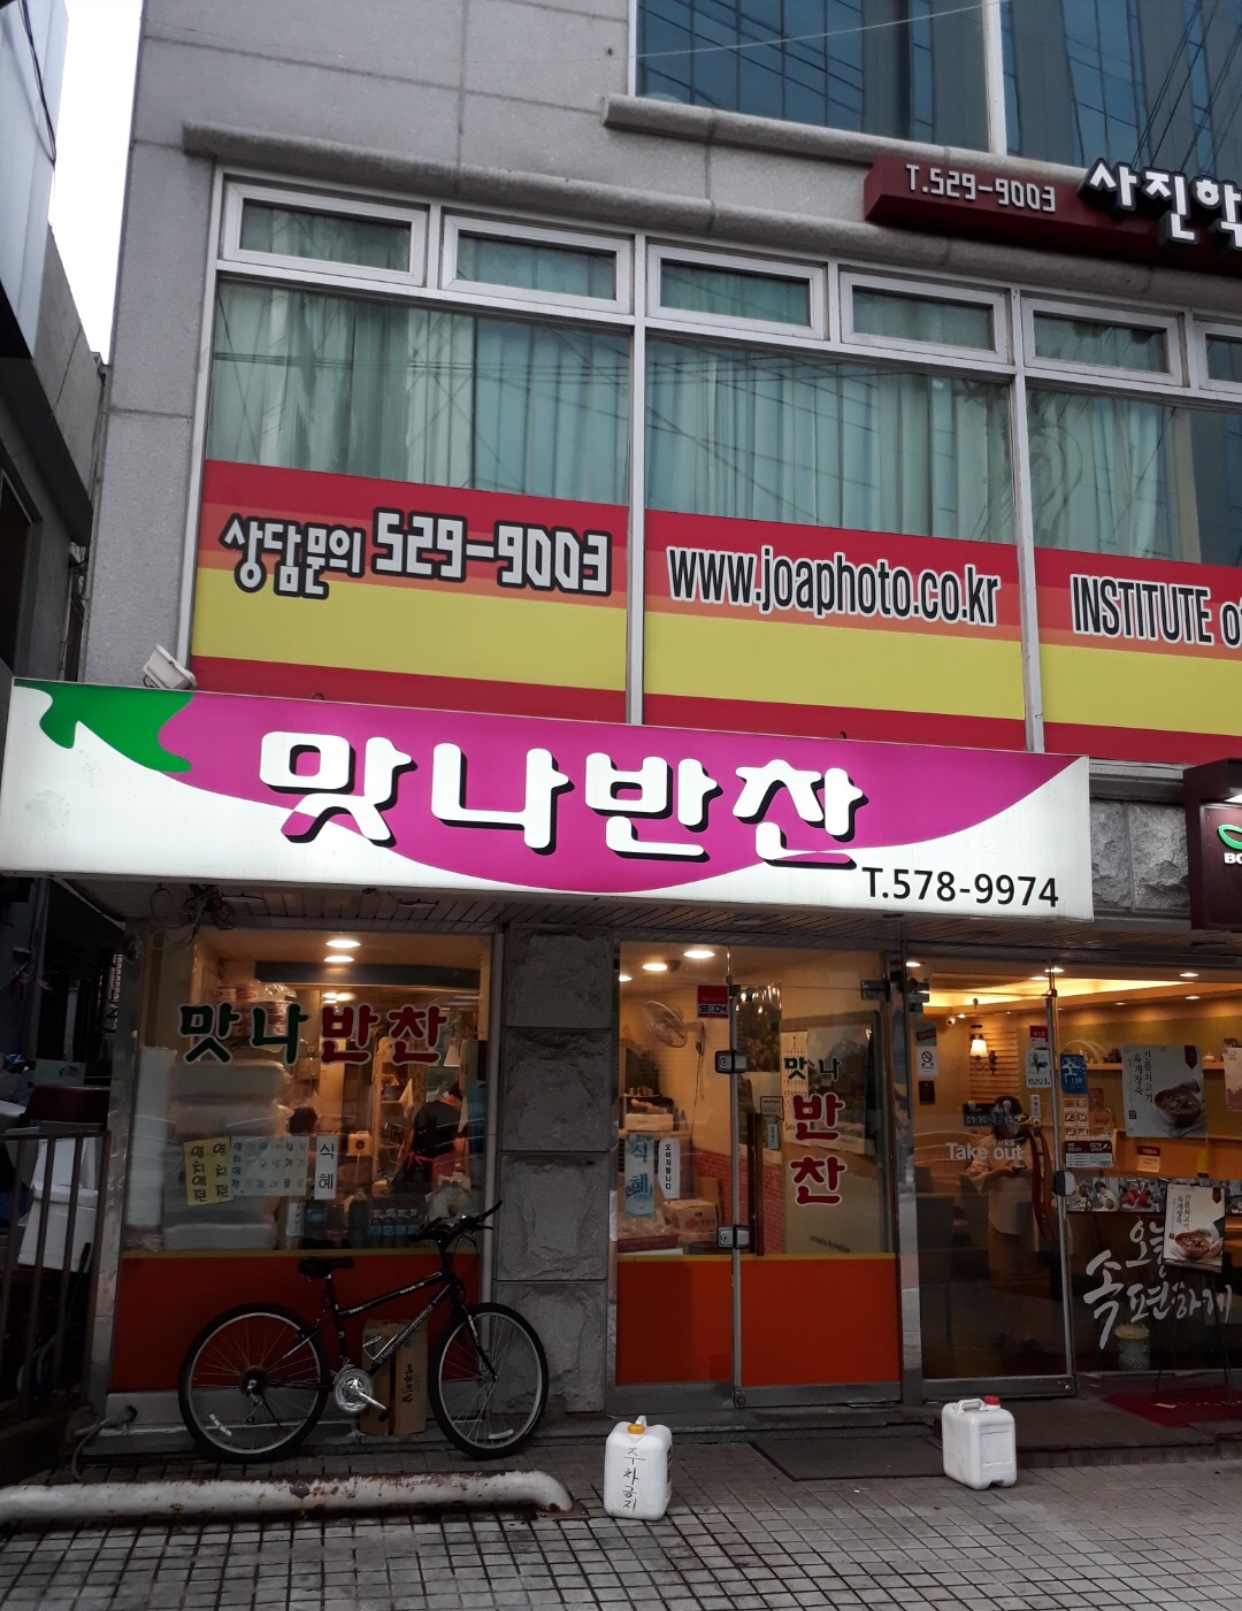 T.529-9003 사진학
상담문의 529-9003
www.joaphoto.co.kr
INSTITUTE of
맛나반찬
T.578-9974
맛나반찬
식혜
식혜
맛나
반
찬
Take out
오늘
속편하게
주차금지